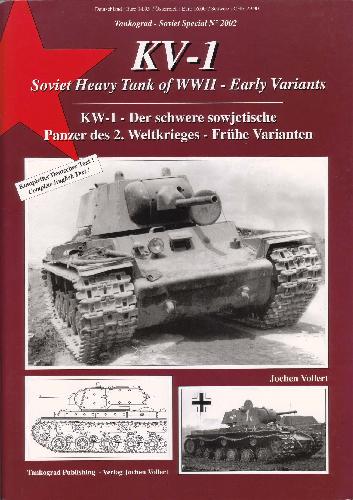 Tankograd - Soviet Special N° 2002
KV-1
Soviet Heavy Tank of WWII - Early Variants
KW-1 - Der schwere sowjetische
Panzer des 2. Weltkrieges - Frühe Varianten
Kompletter Deutscher Text!
Complete English Text!
Jochen Vollert
Tankograd Publishing - Verlag Jochen Vollert